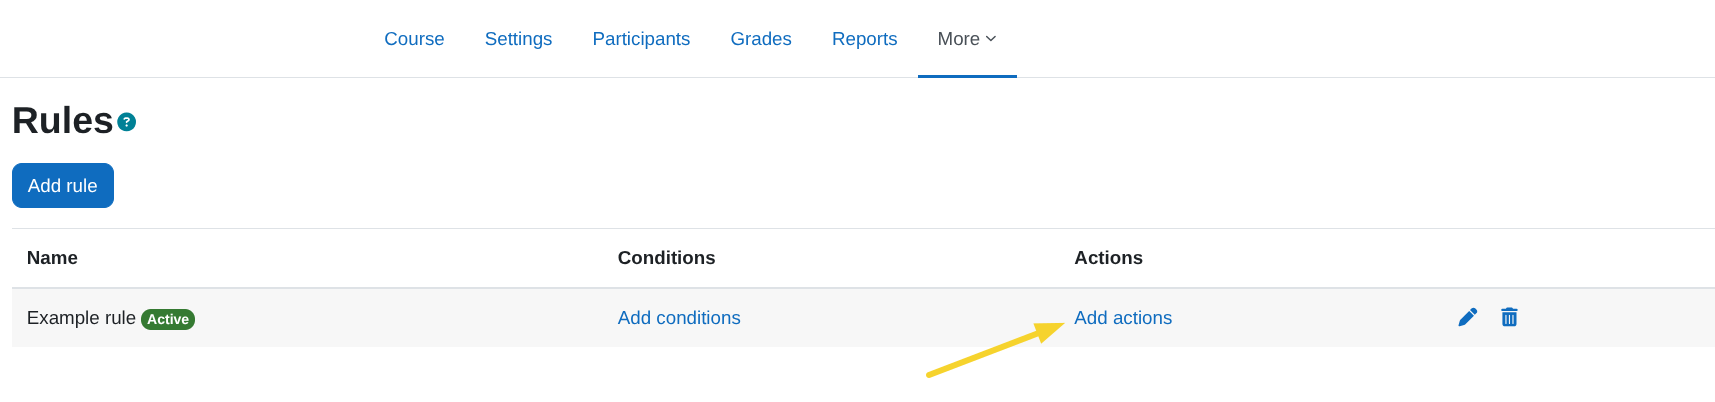 Course Settings Participants Grades Reports More
Rules ?
Add rule
Name Conditions Actions
Example rule Active Add conditions Add actions